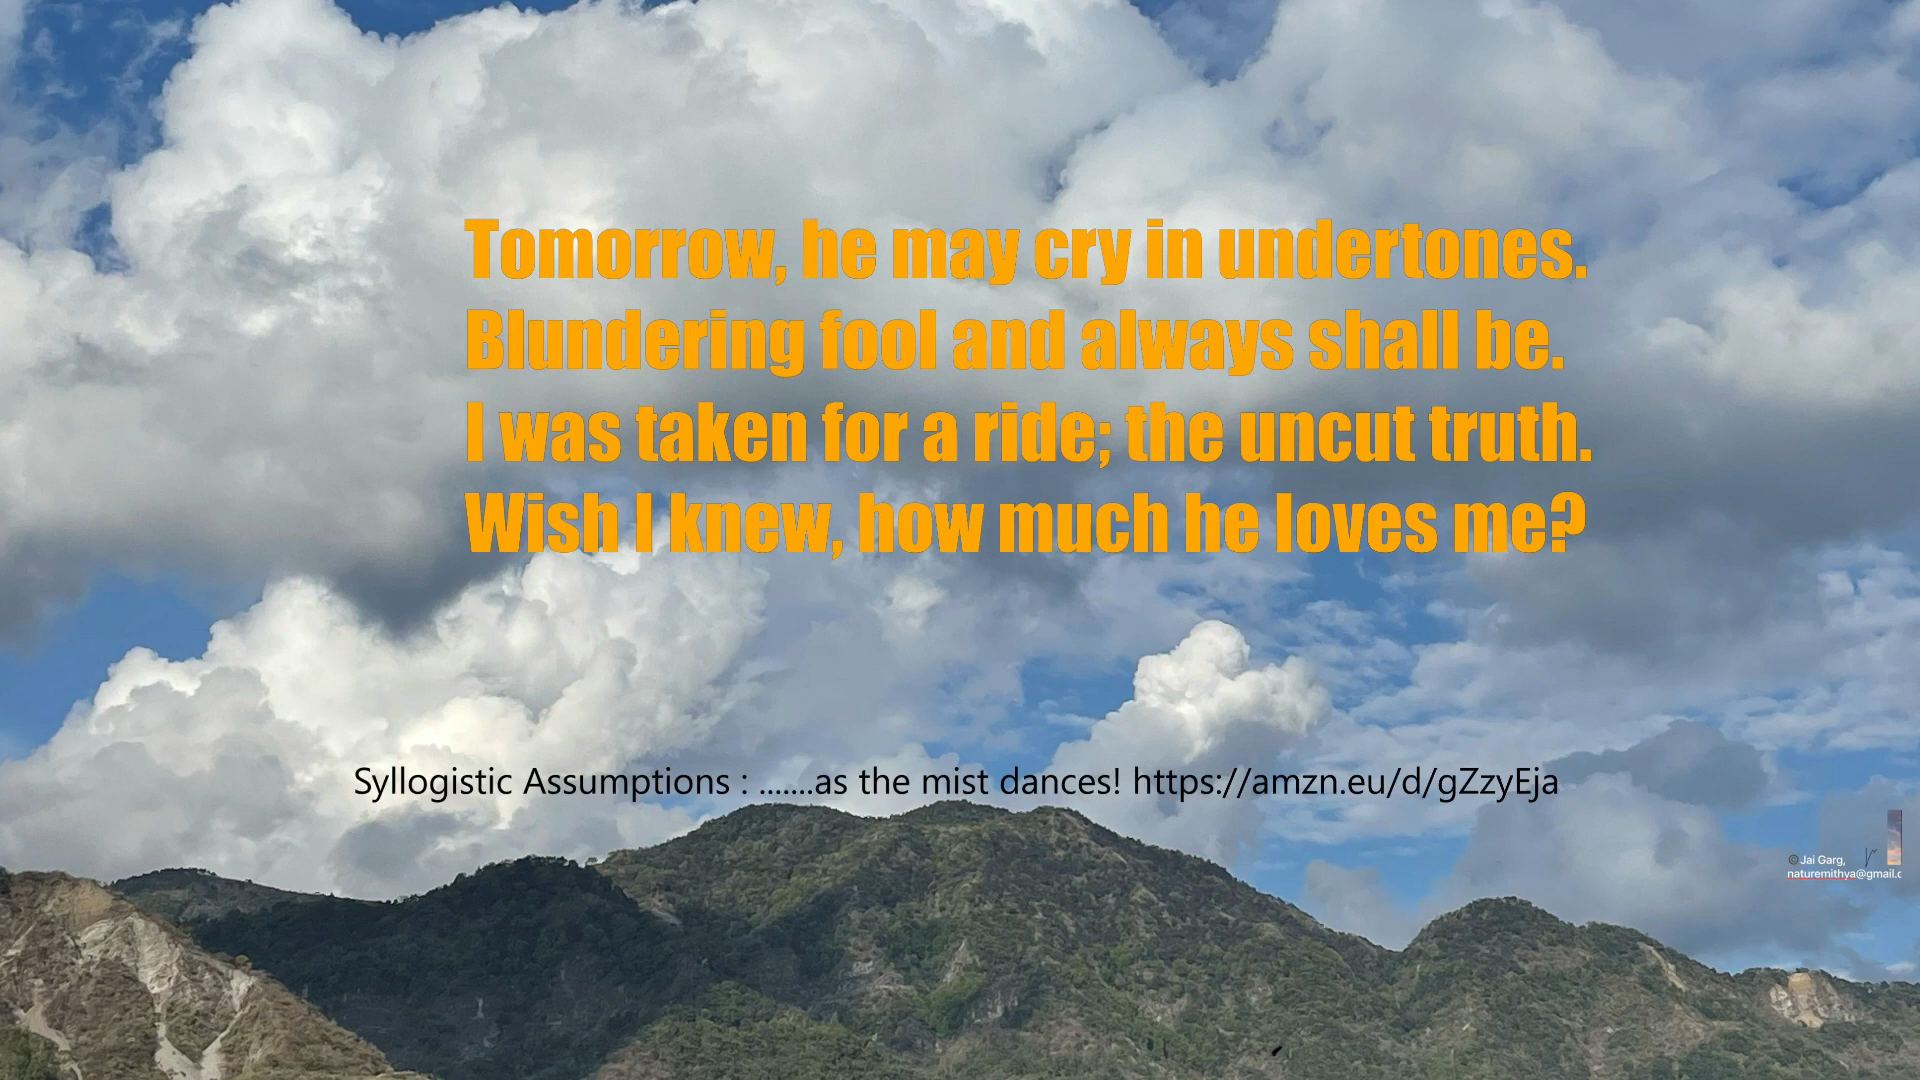 Tomorrow, he may cry in undertones.
Blundering fool and always shall be.
I was taken for a ride; the uncut truth.
Wish I knew, how much he loves me?
Syllogistic Assumptions : .......as the mist dances! https://amzn.eu/d/gZzyEja
© Jai Garg,
naturemithya@gmail.c